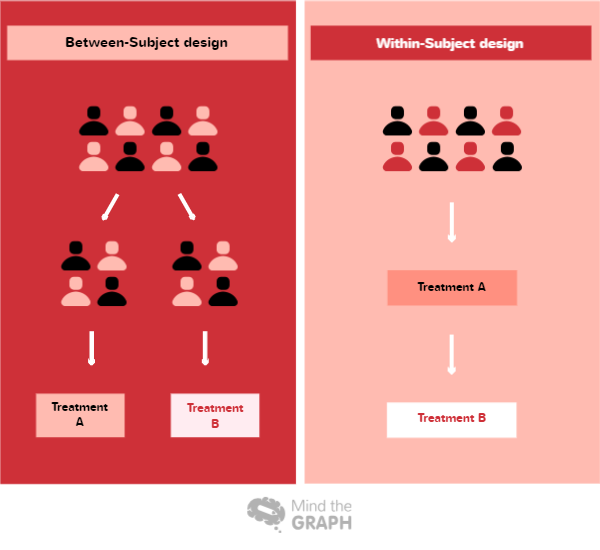 Between-Subject design
Treatment
A
Treatment
B
Within-Subject design
Treatment A
Treatment B
Mind the
GRAPH